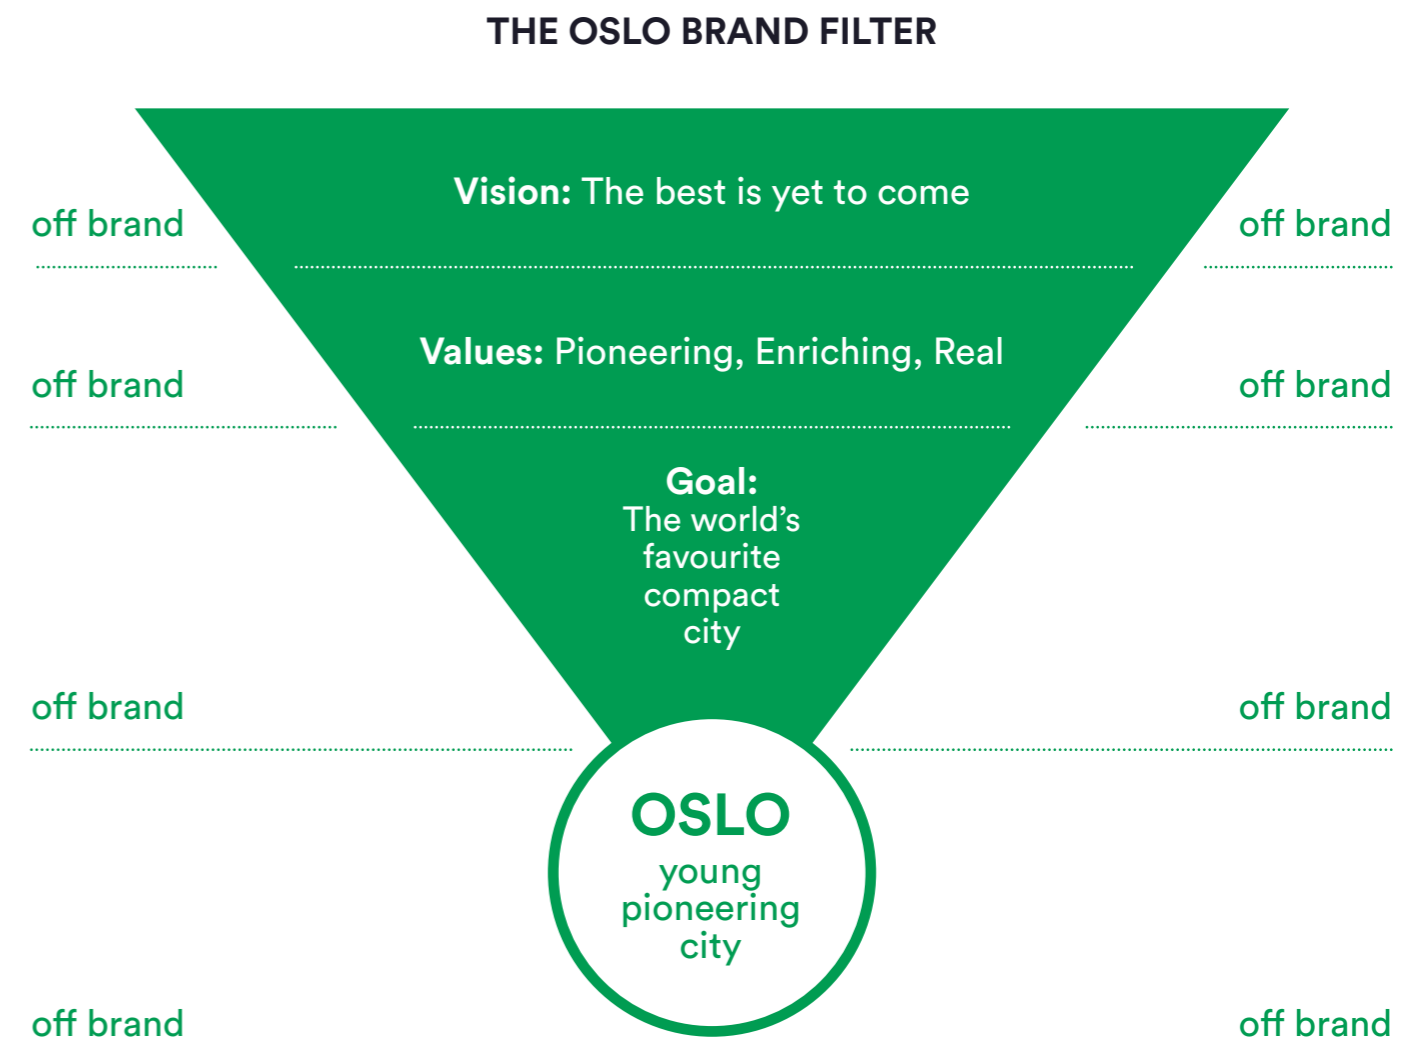 THE OSLO BRAND FILTER
Vision: The best is yet to come
off brand
off brand
Values: Pioneering, Enriching, Real
off brand
off brand
Goal:
The world’s
favourite
compact
city
off brand
off brand
OSLO
young
pioneering
city
off brand
off brand